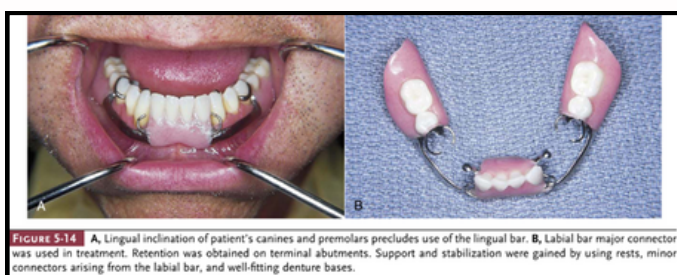 A
B
FIGURE 5-14 A, Lingual inclination of patient's canines and premolars precludes use of the lingual bar. B, Labial bar major connector
was used in treatment. Retention was obtained on terminal abutments. Support and stabilization were gained by using rests, minor
connectors arising from the labial bar, and well-fitting denture bases.